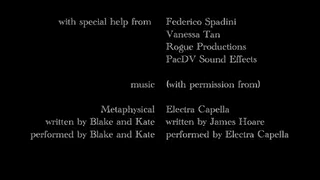 with special help from Federico Spadini
Vanessa Tan
Rogue Productions
PacDV Sound Effects
music (with permission from)
Metaphysical Electra Capella
written by Blake and Kate written by James Hoare
performed by Blake and Kate performed by Electra Capella